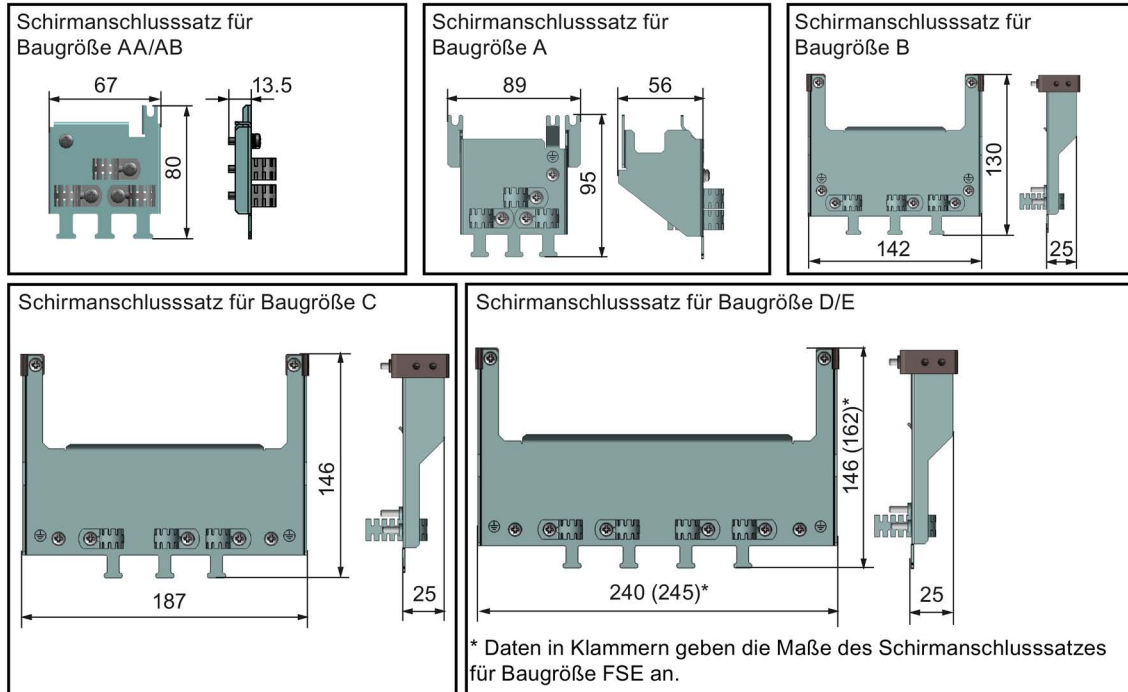 Schirmanschlusssatz für
Baugröße AA/AB
67
13.5
80
Schirmanschlusssatz für
Baugröße A
89
56
95
Schirmanschlusssatz für
Baugröße B
130
142
25
Schirmanschlusssatz für Baugröße C
146
187
25
Schirmanschlusssatz für Baugröße D/E
146 (162)*
240 (245)*
25
* Daten in Klammern geben die Maße des Schirmanschlusssatzes
für Baugröße FSE an.